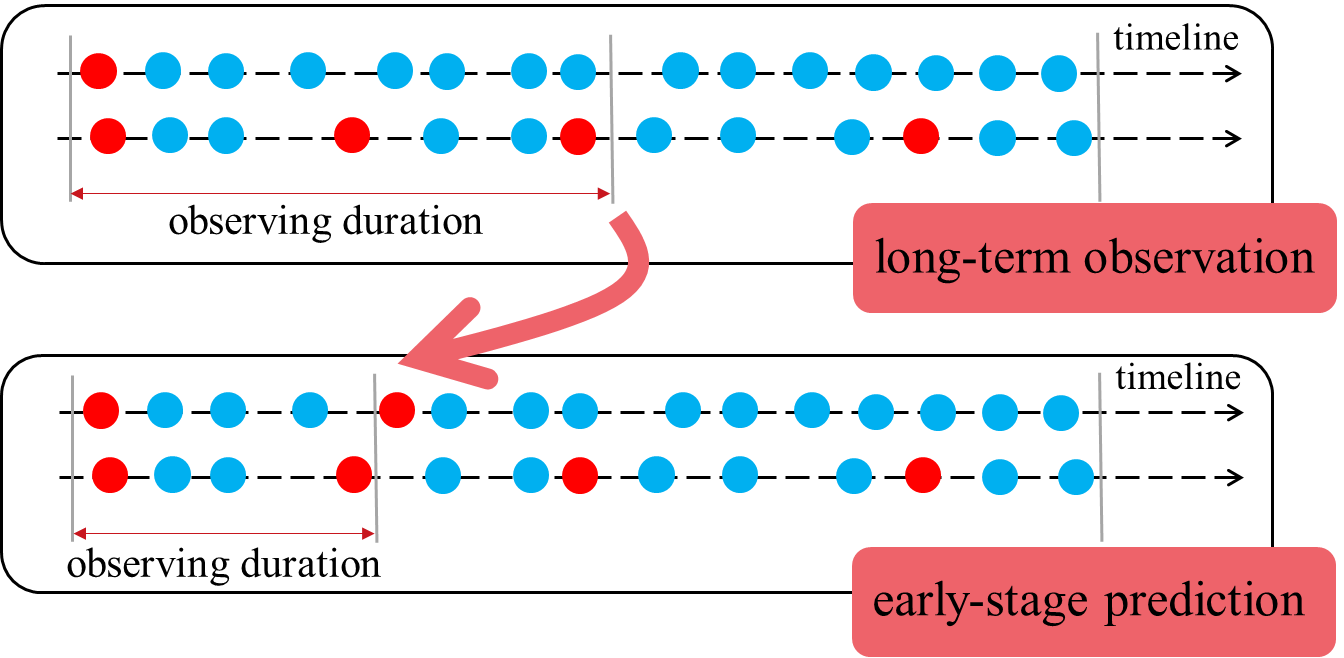 timeline
observing duration
long-term observation
timeline
observing duration
early-stage prediction